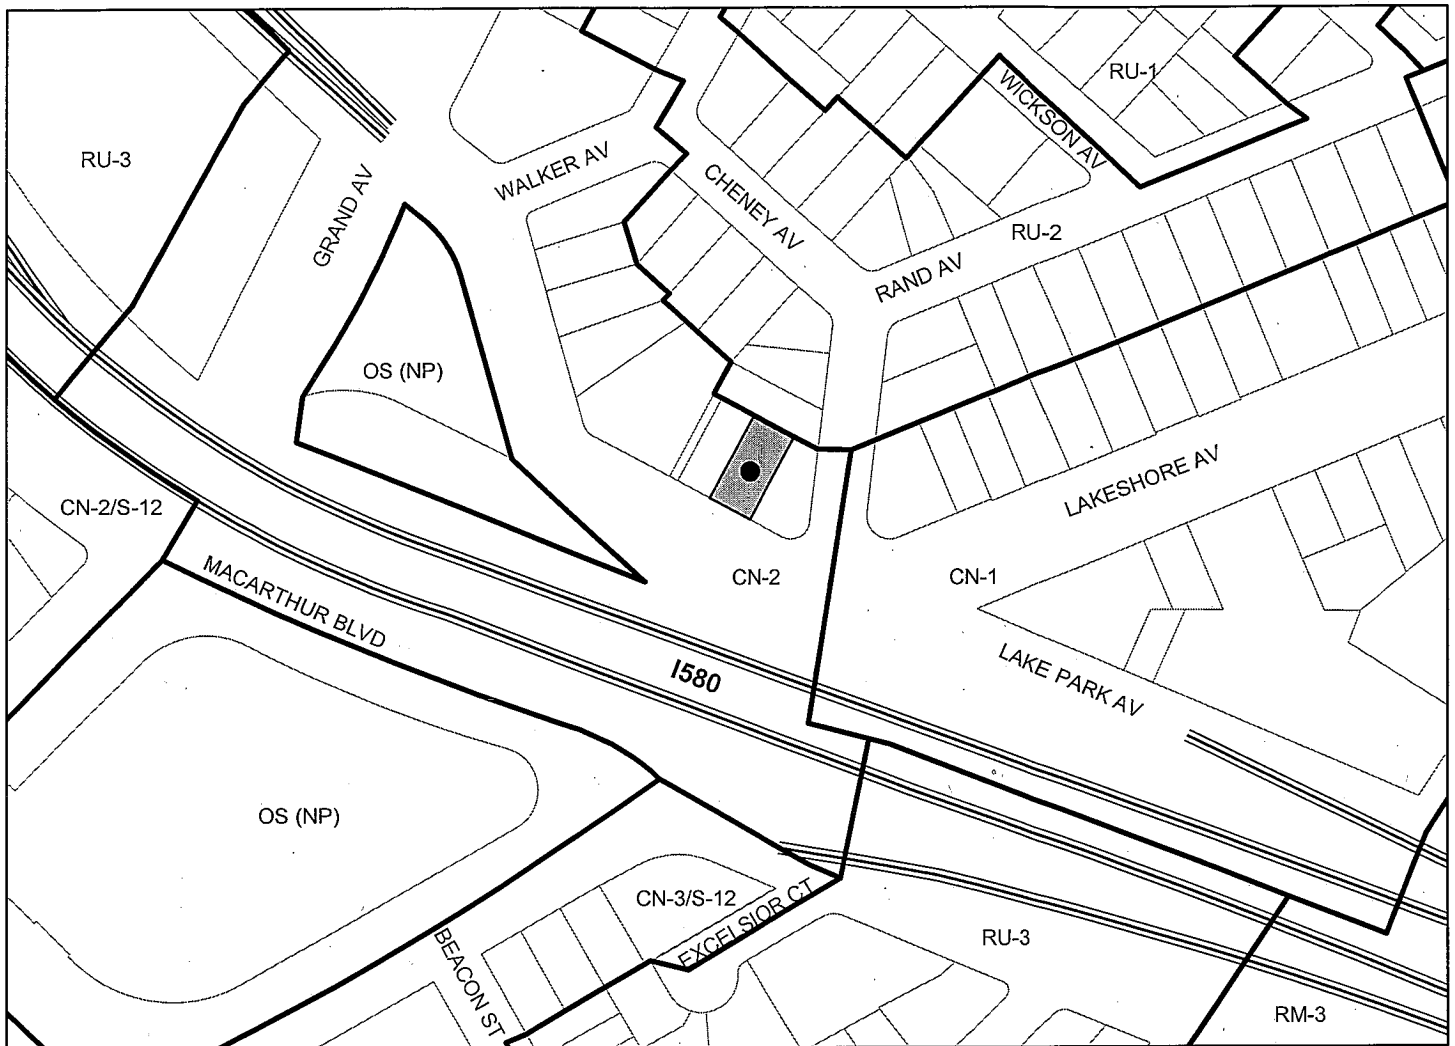 RU-1
WICKSON AV
RU-3
WALKER AV
CHENEY AV
GRAND AV
RU-2
RAND AV
OS (NP)
LAKESHORE AV
CN-2/S-12
CN-2
CN-1
MACARTHUR BLVD
I580
LAKE PARK AV
OS (NP)
CN-3/S-12
EXCELSIOR CT
RU-3
BEACON ST
RM-3